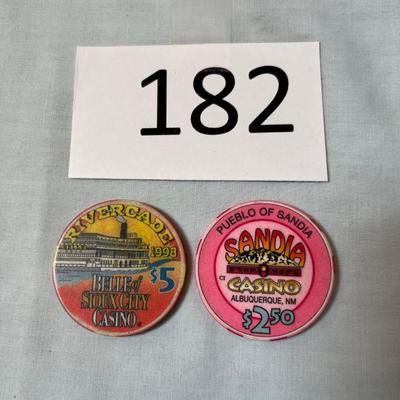 182
RIVERCADE
1998
$5
BELLE of
SIOUX CITY
CASINO
PUEBLO OF SANDIA
SANDIA
CASINO
ALBUQUERQUE, NM
$2.50